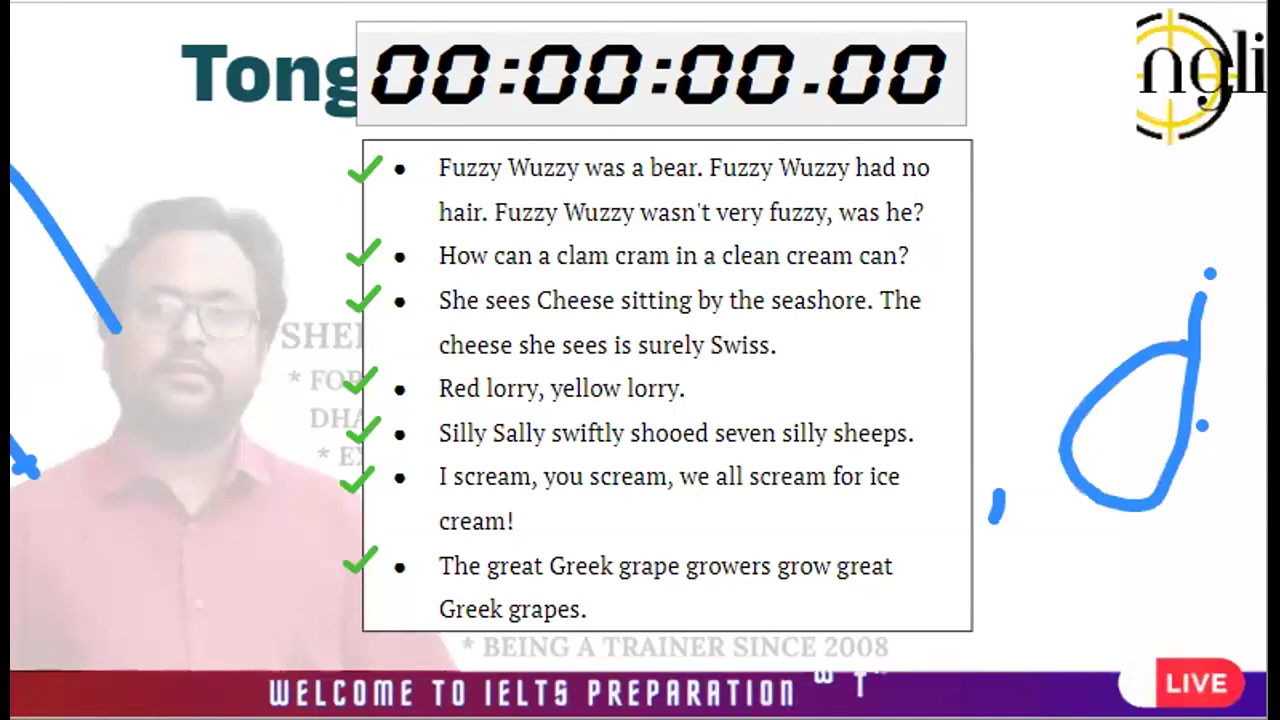 Tong
00:00:00.00
ngli
• Fuzzy Wuzzy was a bear. Fuzzy Wuzzy had no
hair. Fuzzy Wuzzy wasn't very fuzzy, was he?
• How can a clam cram in a clean cream can?
• She sees Cheese sitting by the seashore. The
cheese she sees is surely Swiss.
• Red lorry, yellow lorry.
• Silly Sally swiftly shooed seven silly sheeps.
• I scream, you scream, we all scream for ice
cream!
• The great Greek grape growers grow great
Greek grapes.
, d
* BEING A TRAINER SINCE 2008
WELCOME TO IELTS PREPARATION
LIVE